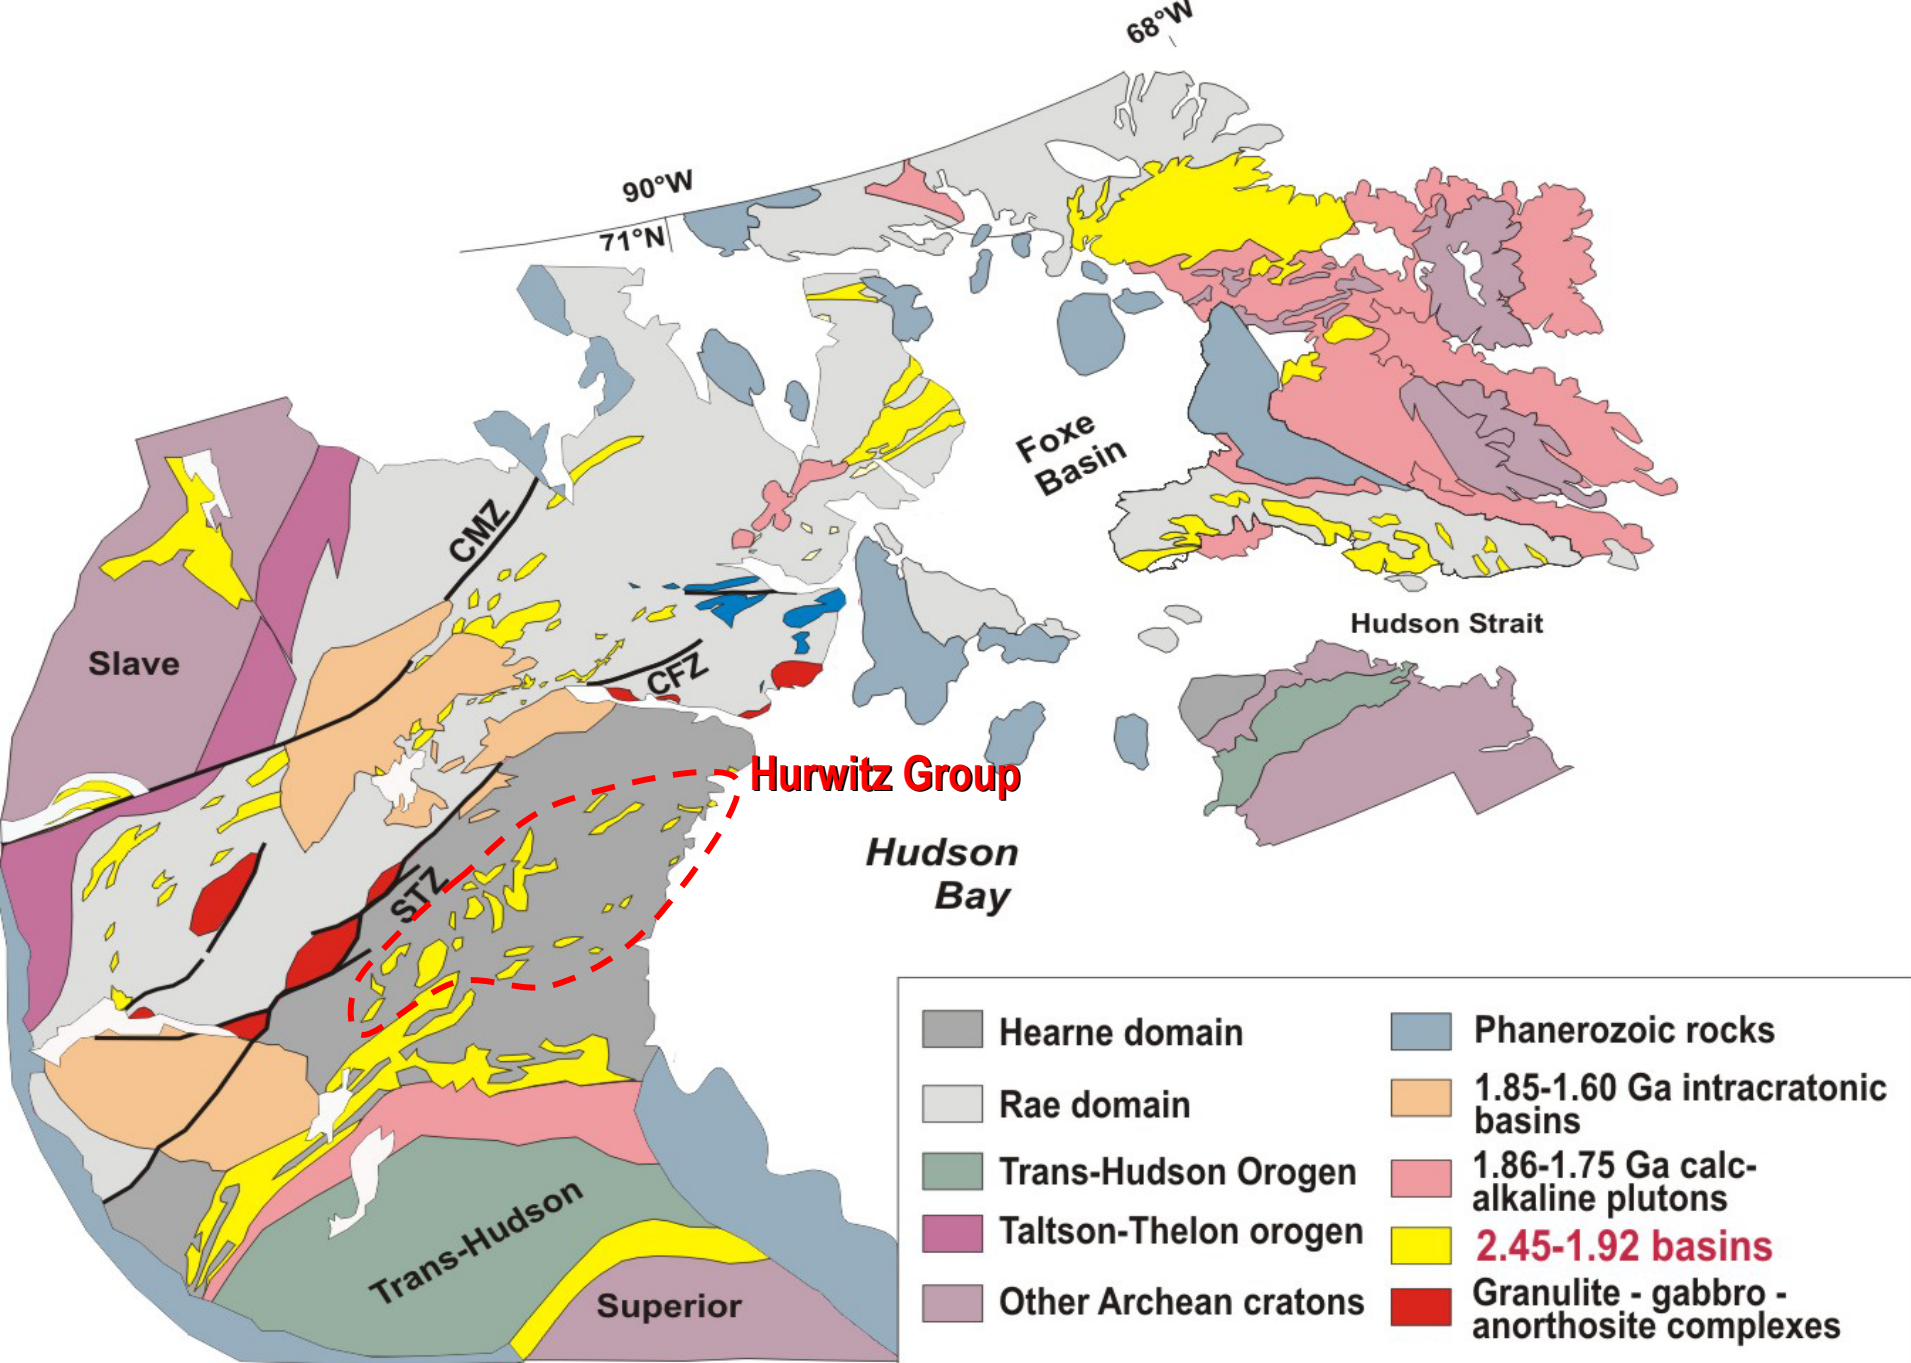 68°W
90°W
71°N
Foxe
Basin
CMZ
Hudson Strait
Slave
CFZ
Hurwitz Group
Hudson
Bay
STZ
Trans-Hudson
Superior
Hearne domain
Rae domain
Trans-Hudson Orogen
Taltson-Thelon orogen
Other Archean cratons
Phanerozoic rocks
1.85-1.60 Ga intracratonic
basins
1.86-1.75 Ga calc-
alkaline plutons
2.45-1.92 basins
Granulite - gabbro -
anorthosite complexes